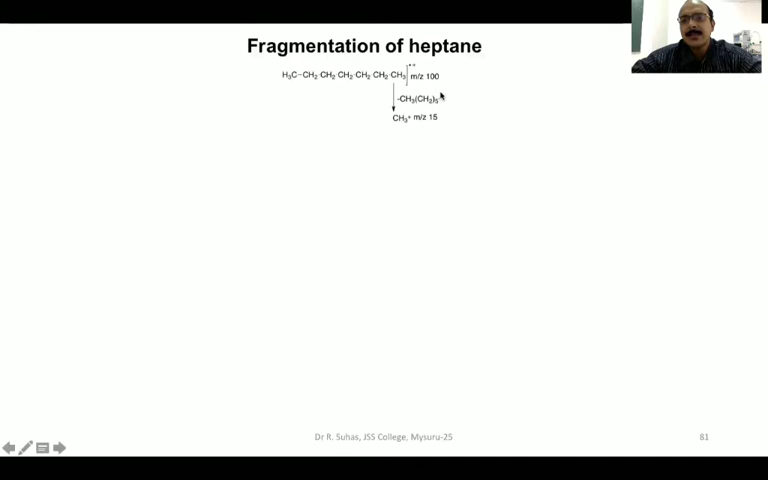 Fragmentation of heptane
H₃C-CH₂·CH₂·CH₂·CH₂·CH₂·CH₃ •+ m/z 100
-CH₃(CH₂)₅
CH₃⁺ m/z 15
Dr R. Suhas, JSS College, Mysuru-25
81